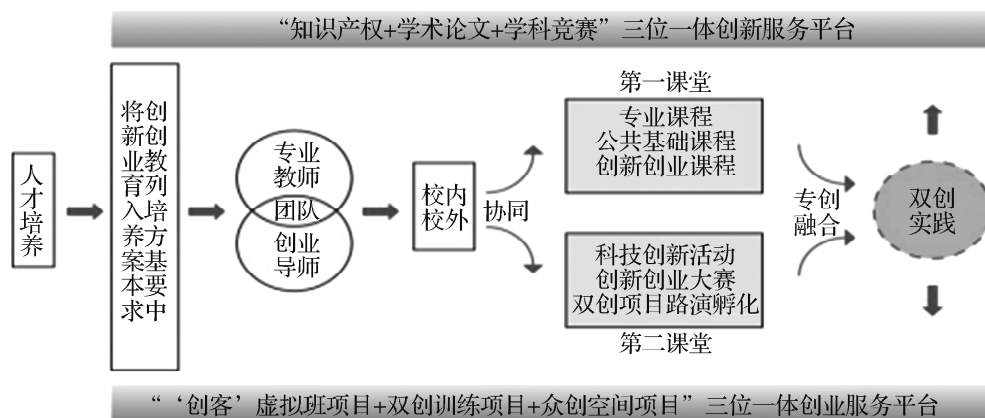 “知识产权+学术论文+学科竞赛”三位一体创新服务平台
人才培养
将创
新创
业教
育列
入培
养方
案基
本要
求中
专业
教师
团队
创业
导师
校内
校外
协同
第一课堂
专业课程
公共基础课程
创新创业课程
科技创新活动
创新创业大赛
双创项目路演孵化
第二课堂
专创
融合
双创
实践
“‘创客’虚拟班项目+双创训练项目+众创空间项目”三位一体创业服务平台